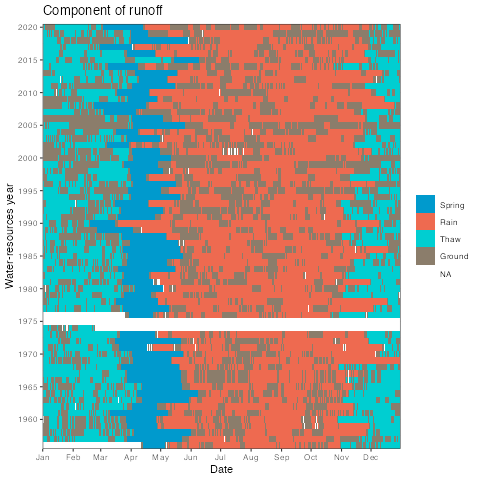 Component of runoff
Water-resources year
2020
2015
2010
2005
2000
1995
1990
1985
1980
1975
1970
1965
1960
Jan Feb Mar Apr May Jun Jul Aug Sep Oct Nov Dec
Date
Spring
Rain
Thaw
Ground
NA